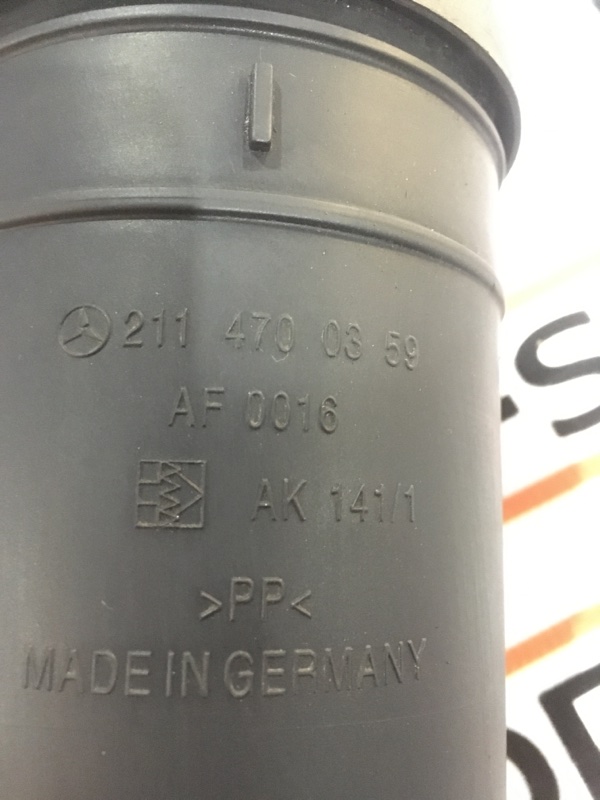 211 470 03 59
AF 0016
AK 141/1
>PP<
MADE IN GERMANY